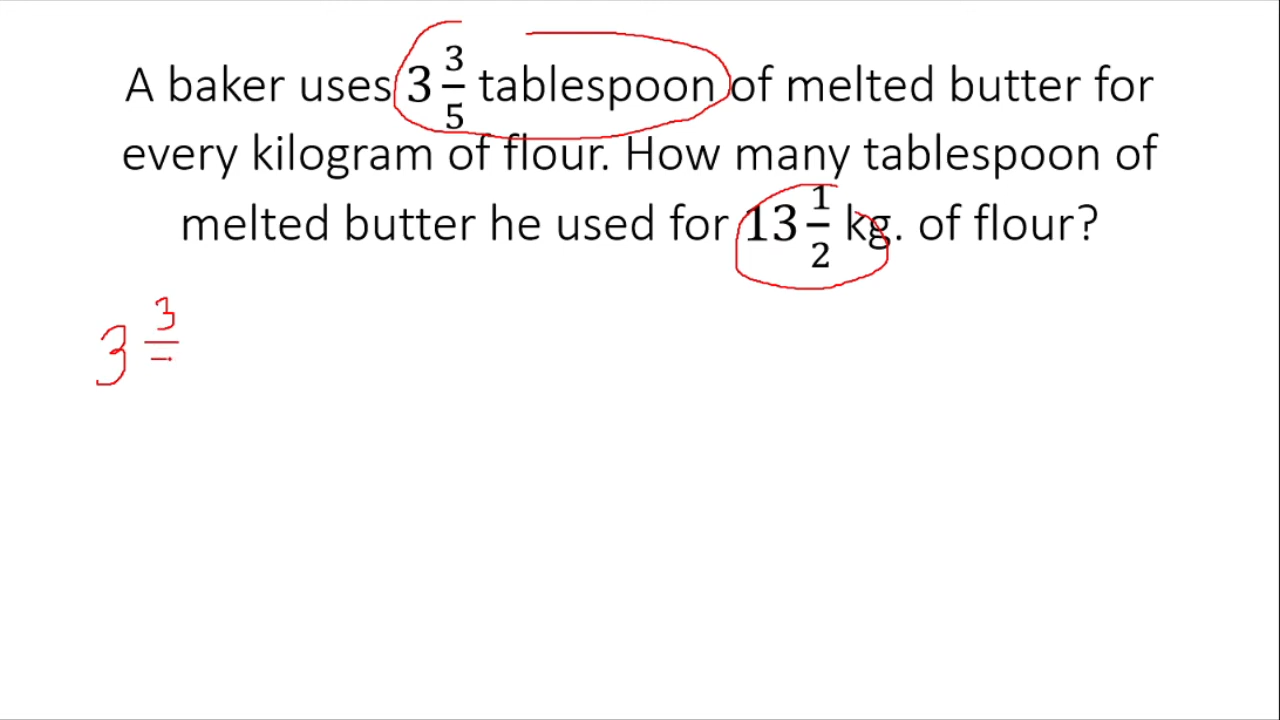 A baker uses 3 3/5 tablespoon of melted butter for
every kilogram of flour. How many tablespoon of
melted butter he used for 13 1/2 kg. of flour?
3 3/